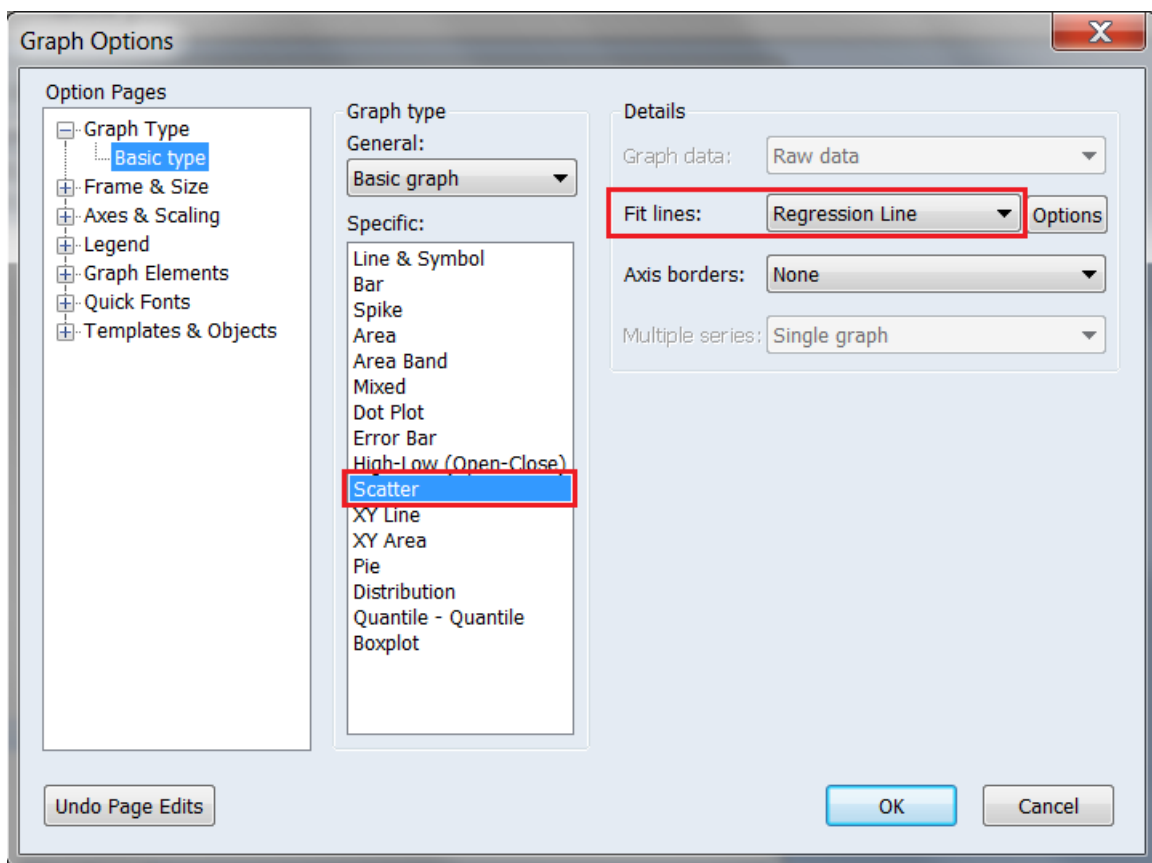 Graph Options
Option Pages
Graph Type
Basic type
Frame & Size
Axes & Scaling
Legend
Graph Elements
Quick Fonts
Templates & Objects
Graph type
General:
Basic graph
Specific:
Line & Symbol
Bar
Spike
Area
Area Band
Mixed
Dot Plot
Error Bar
High-Low (Open-Close)
Scatter
XY Line
XY Area
Pie
Distribution
Quantile - Quantile
Boxplot
Details
Graph data: Raw data
Fit lines: Regression Line Options
Axis borders: None
Multiple series: Single graph
Undo Page Edits
OK
Cancel